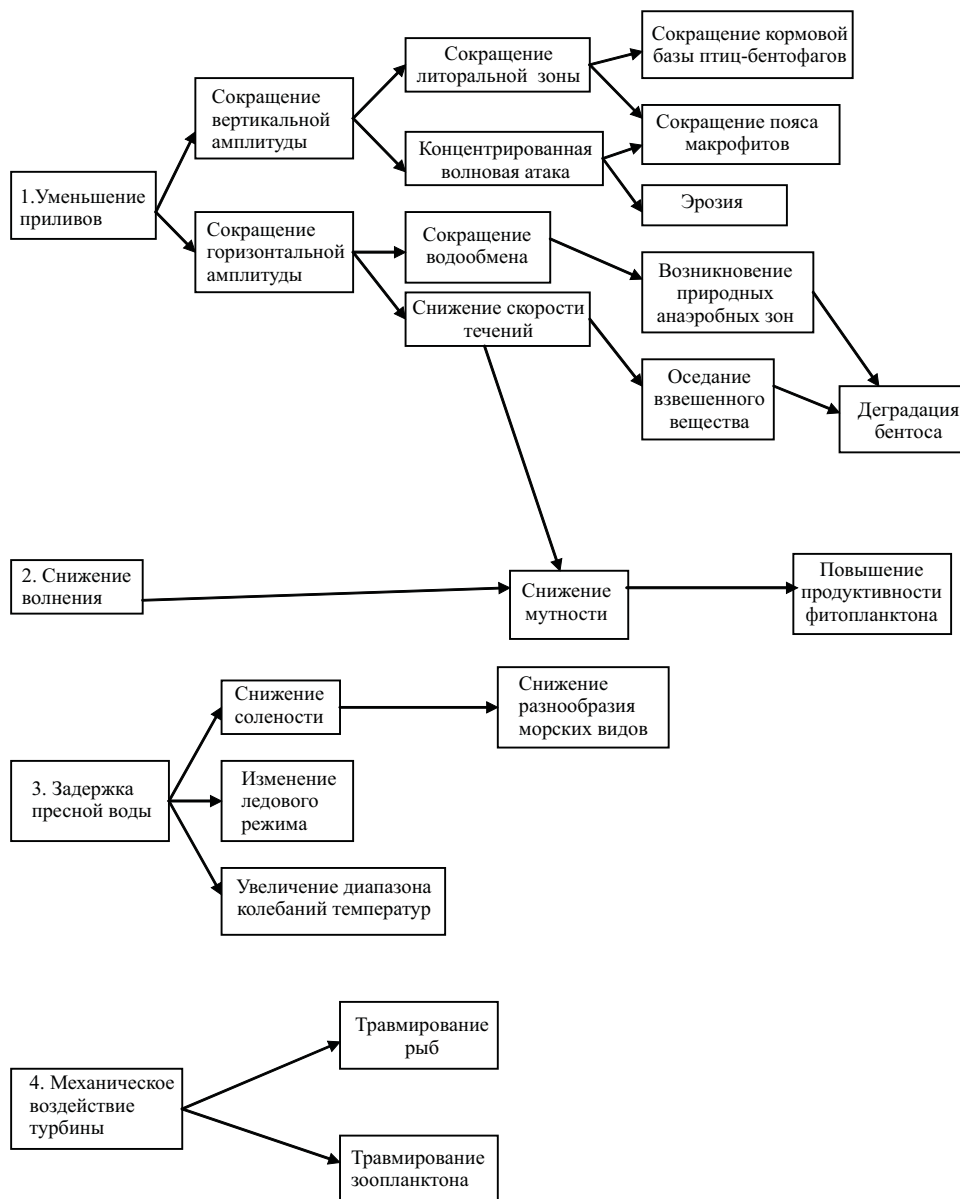 1.Уменьшение
приливов
Сокращение
вертикальной
амплитуды
Сокращение
горизонтальной
амплитуды
Сокращение
литоральной зоны
Концентрированная
волновая атака
Сокращение
водообмена
Снижение скорости
течений
Сокращение кормовой
базы птиц-бентофагов
Сокращение пояса
макрофитов
Эрозия
Возникновение
природных
анаэробных зон
Оседание
взвешенного
вещества
Деградация
бентоса
2. Снижение
волнения
Снижение
мутности
Повышение
продуктивности
фитопланктона
3. Задержка
пресной воды
Снижение
солености
Снижение
разнообразия
морских видов
Изменение
ледового
режима
Увеличение диапазона
колебаний температур
4. Механическое
воздействие
турбины
Травмирование
рыб
Травмирование
зоопланктона